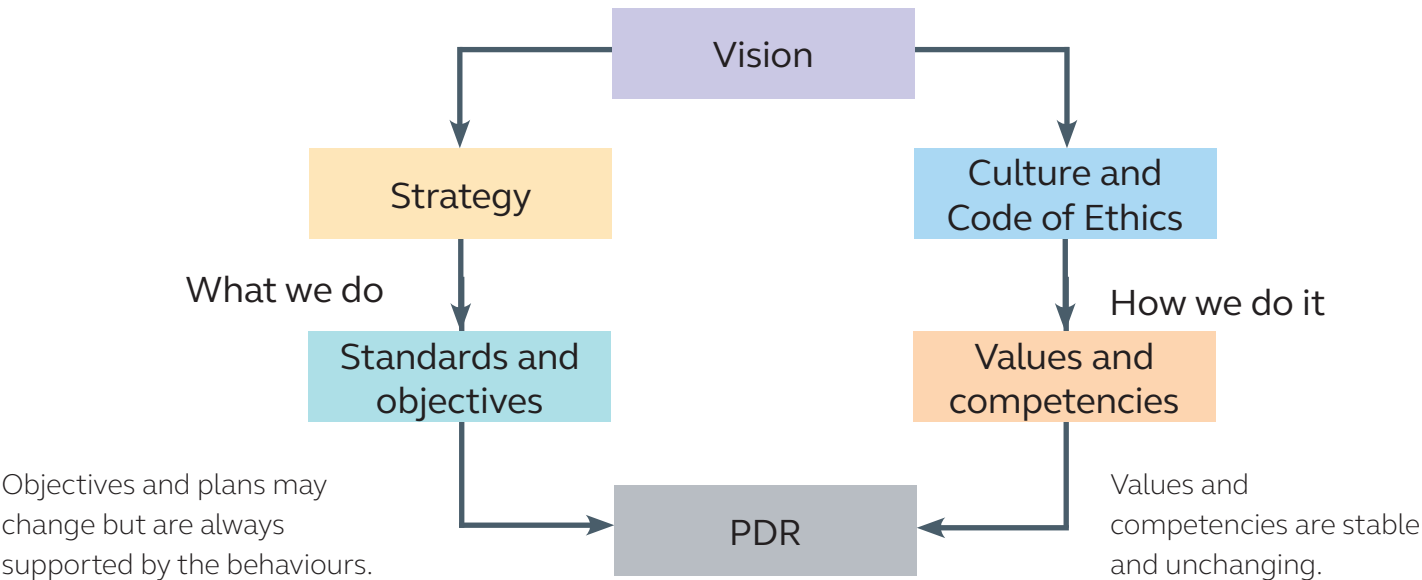 Vision
Strategy
Culture and
Code of Ethics
What we do
How we do it
Standards and
objectives
Values and
competencies
Objectives and plans may
change but are always
supported by the behaviours.
PDR
Values and
competencies are stable
and unchanging.